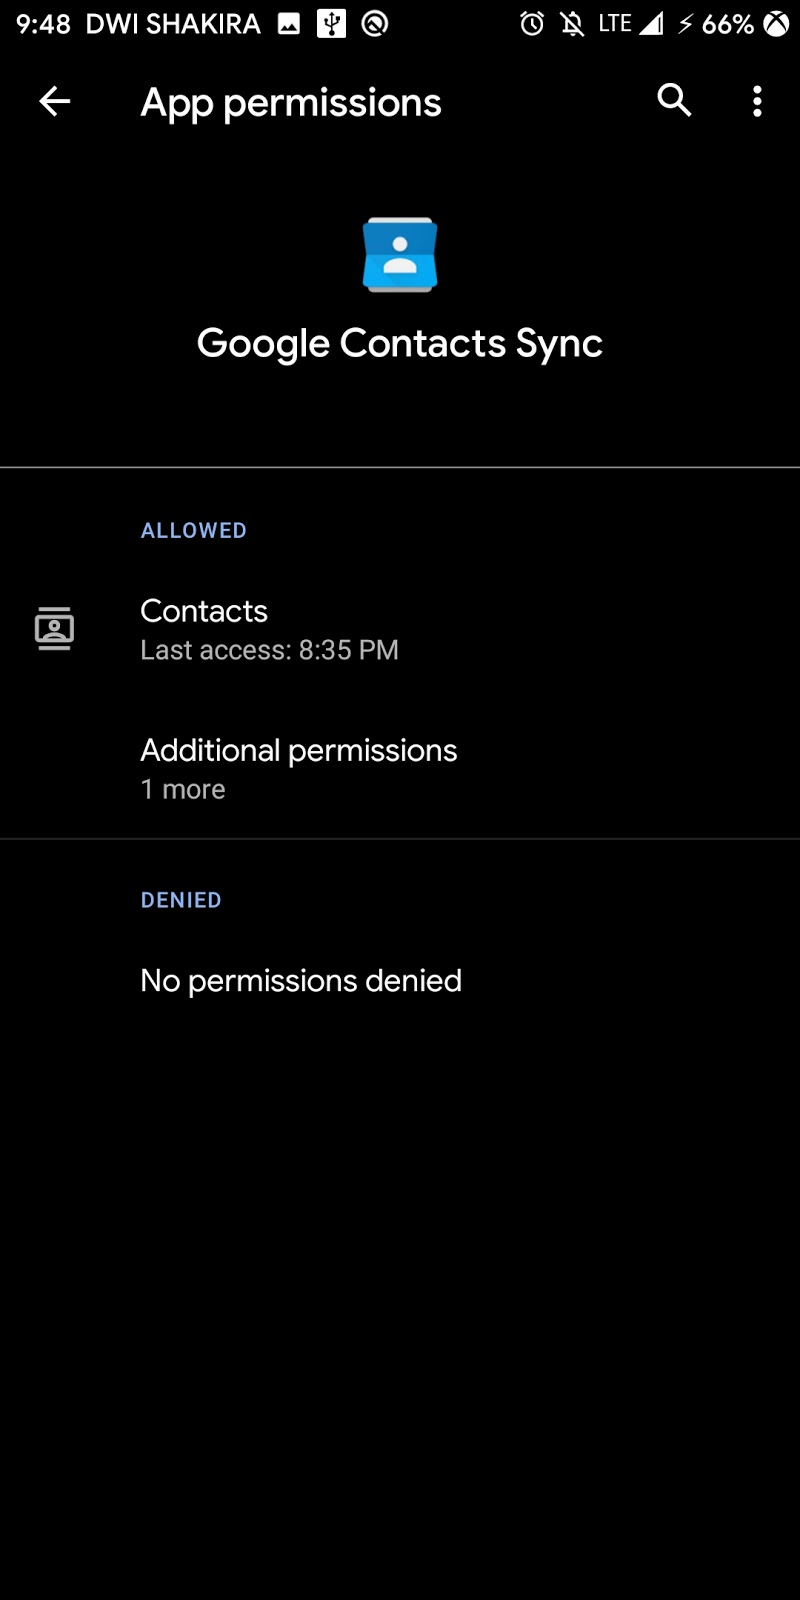 9:48 DWI SHAKIRA LTE 66%
App permissions
Google Contacts Sync
ALLOWED
Contacts
Last access: 8:35 PM
Additional permissions
1 more
DENIED
No permissions denied